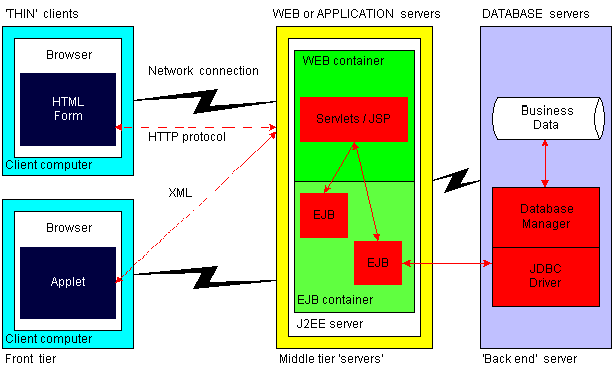 'THIN' clients
WEB or APPLICATION servers
DATABASE servers
Browser
HTML
Form
Client computer
Network connection
HTTP protocol
XML
Browser
Applet
Client computer
Front tier
WEB container
Servlets / JSP
EJB
EJB
EJB container
J2EE server
Middle tier 'servers'
Business
Data
Database
Manager
JDBC
Driver
'Back end' server